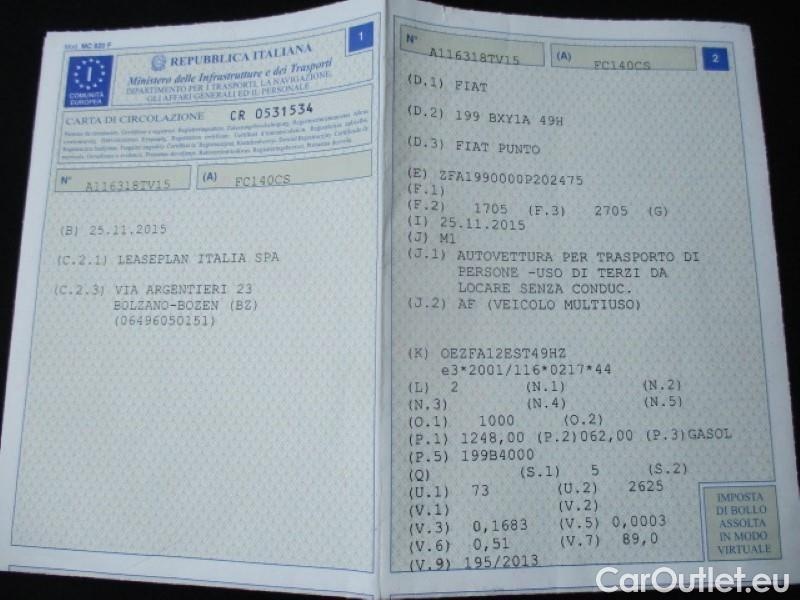 Mod. MC 820 F
1
I
COMUNITÀ
EUROPEA
REPUBBLICA ITALIANA
Ministero delle Infrastrutture e dei Trasporti
DIPARTIMENTO PER I TRASPORTI, LA NAVIGAZIONE,
GLI AFFARI GENERALI ED IL PERSONALE
CARTA DI CIRCOLAZIONE CR 0531534
N° A116318TV15 (A) FC140CS
(B) 25.11.2015
(C.2.1) LEASEPLAN ITALIA SPA
(C.2.3) VIA ARGENTIERI 23
BOLZANO-BOZEN (BZ)
(06496050151)
N° A116318TV15 (A) FC140CS 2
(D.1) FIAT
(D.2) 199 BXY1A 49H
(D.3) FIAT PUNTO
(E) ZFA1990000P202475
(F.1)
(F.2) 1705 (F.3) 2705 (G)
(I) 25.11.2015
(J) M1
(J.1) AUTOVETTURA PER TRASPORTO DI
PERSONE -USO DI TERZI DA
LOCARE SENZA CONDUC.
(J.2) AF (VEICOLO MULTIUSO)
(K) OEZFA12EST49HZ
e3*2001/116*0217*44
(L) 2 (N.1) (N.2)
(N.3) (N.4) (N.5)
(O.1) 1000 (O.2)
(P.1) 1248,00 (P.2)062,00 (P.3)GASOL
(P.5) 199B4000
(Q) (S.1) 5 (S.2)
(U.1) 73 (U.2) 2625
(V.1) (V.2)
(V.3) 0,1683 (V.5) 0,0003
(V.6) 0,51 (V.7) 89,0
(V.9) 195/2013
IMPOSTA
DI BOLLO
ASSOLTA
IN MODO
VIRTUALE
CarOutlet.eu